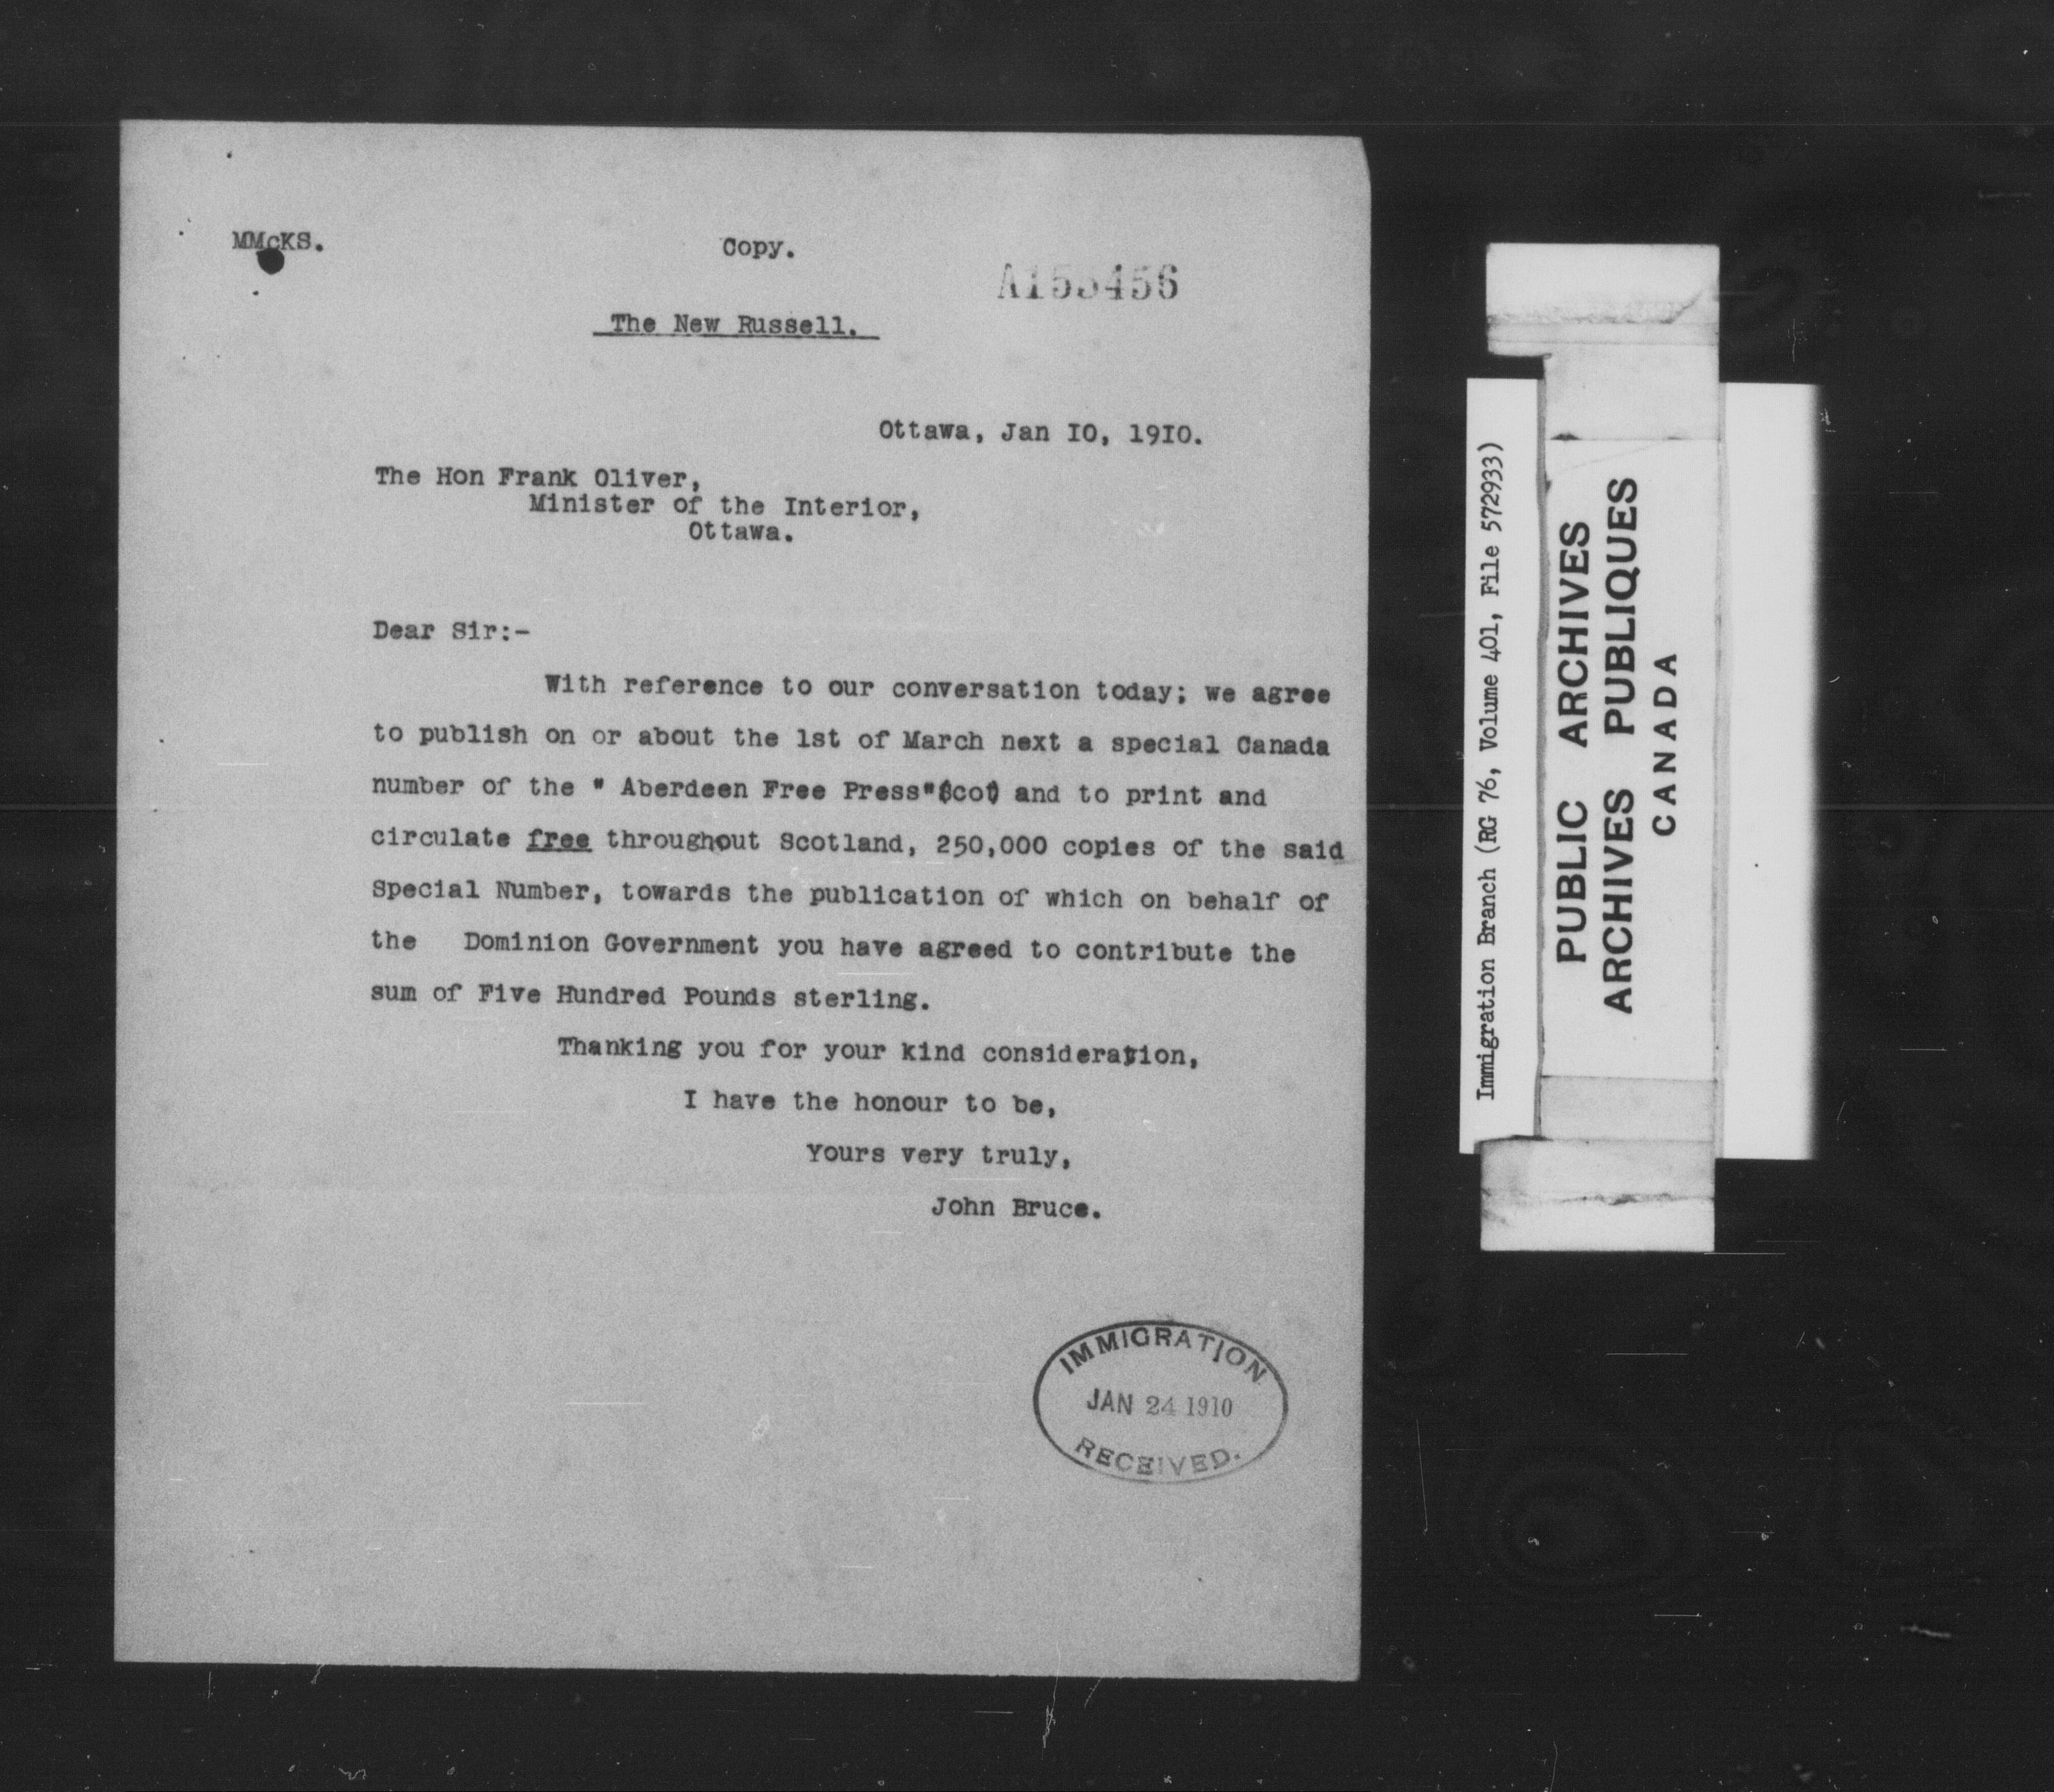 MMcKS.
Copy.
The New Russell.
Ottawa, Jan I0, 19I0.
The Hon Frank Oliver,
Minister of the Interior,
Ottawa.
Dear Sir:-
With reference to our conversation today; we agree
to publish on or about the 1st of March next a special Canada
number of the " Aberdeen Free Press"(Scot) and to print and
circulate free throughout Scotland, 250,000 copies of the said
Special Number, towards the publication of which on behalf of
the Dominion Government you have agreed to contribute the
sum of Five Hundred Pounds sterling.
Thanking you for your kind consideration,
I have the honour to be,
Yours very truly,
John Bruce.
IMMIGRATION
JAN 24 1910
RECEIVED.
Immigration Branch (RG 76, Volume 401, File 572933)
PUBLIC ARCHIVES
ARCHIVES PUBLIQUES
CANADA